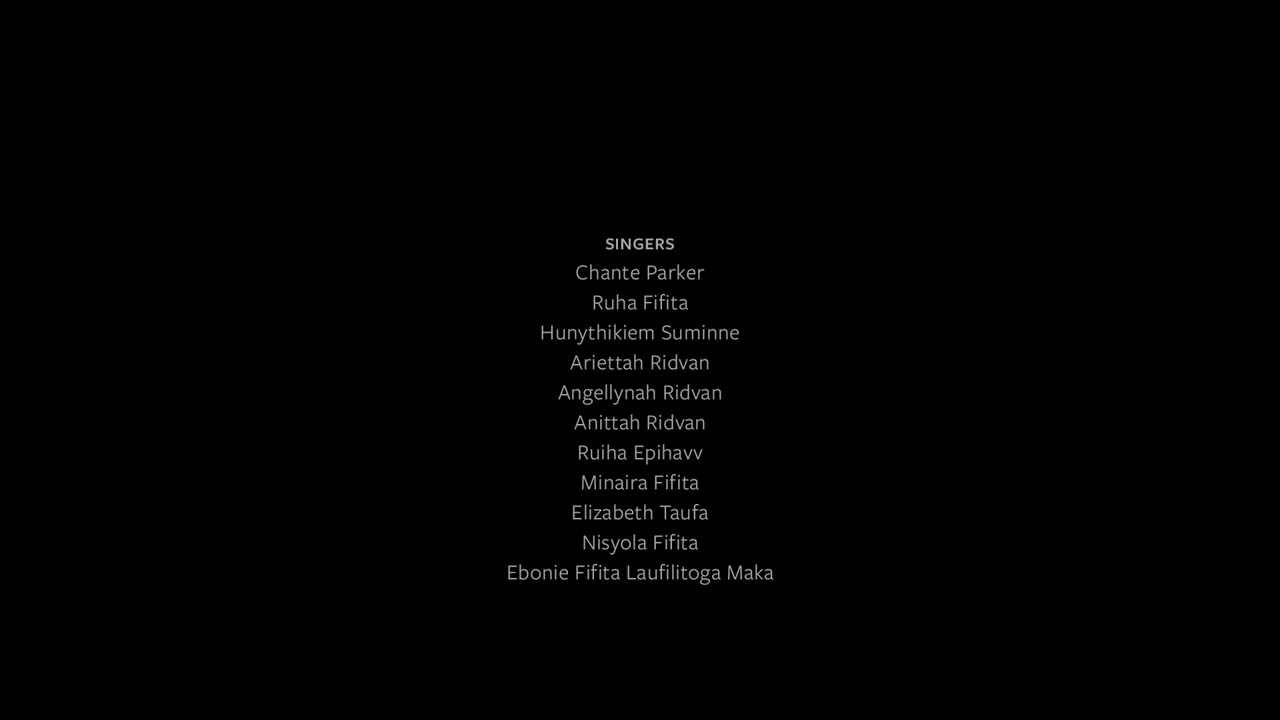 SINGERS
Chante Parker
Ruha Fifita
Hunythikiem Suminne
Ariettah Ridvan
Angellynah Ridvan
Anittah Ridvan
Ruiha Epihavv
Minaira Fifita
Elizabeth Taufa
Nisyola Fifita
Ebonie Fifita Laufilitoga Maka